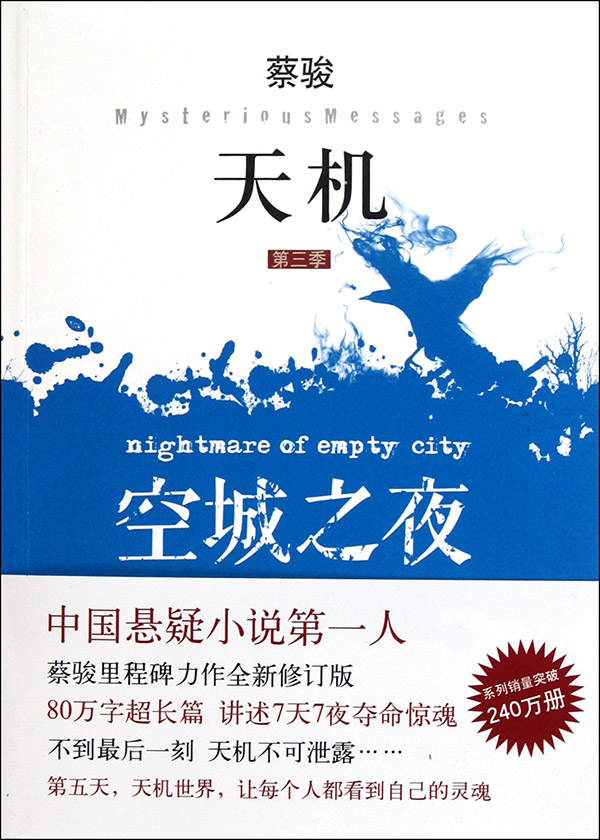 蔡骏
MysteriousMessages
天机
第三季
nightmare of empty city
空城之夜
中国悬疑小说第一人
蔡骏里程碑力作全新修订版
80万字超长篇 讲述7天7夜夺命惊魂
不到最后一刻 天机不可泄露……
第五天，天机世界，让每个人都看到自己的灵魂
系列销量突破
240万册